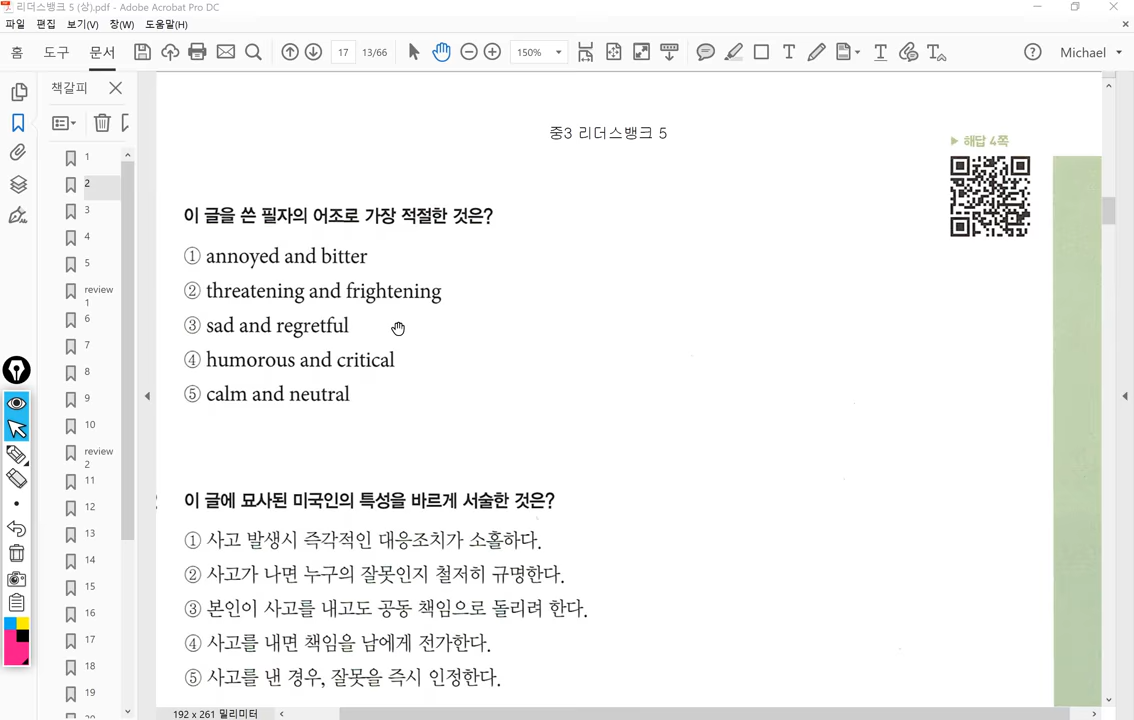 리더스뱅크 5 (상).pdf - Adobe Acrobat Pro DC
파일 편집 보기(V) 창(W) 도움말(H)
홈 도구 문서 17 13/66 150% Michael
책갈피
1
2
3
4
5
review 1
6
7
8
9
10
review 2
11
12
13
14
15
16
17
18
19
중3 리더스뱅크 5
▶ 해답 4쪽
이 글을 쓴 필자의 어조로 가장 적절한 것은?
① annoyed and bitter
② threatening and frightening
③ sad and regretful
④ humorous and critical
⑤ calm and neutral
이 글에 묘사된 미국인의 특성을 바르게 서술한 것은?
① 사고 발생시 즉각적인 대응조치가 소홀하다.
② 사고가 나면 누구의 잘못인지 철저히 규명한다.
③ 본인이 사고를 내고도 공동 책임으로 돌리려 한다.
④ 사고를 내면 책임을 남에게 전가한다.
⑤ 사고를 낸 경우, 잘못을 즉시 인정한다.
192 x 261 밀리미터